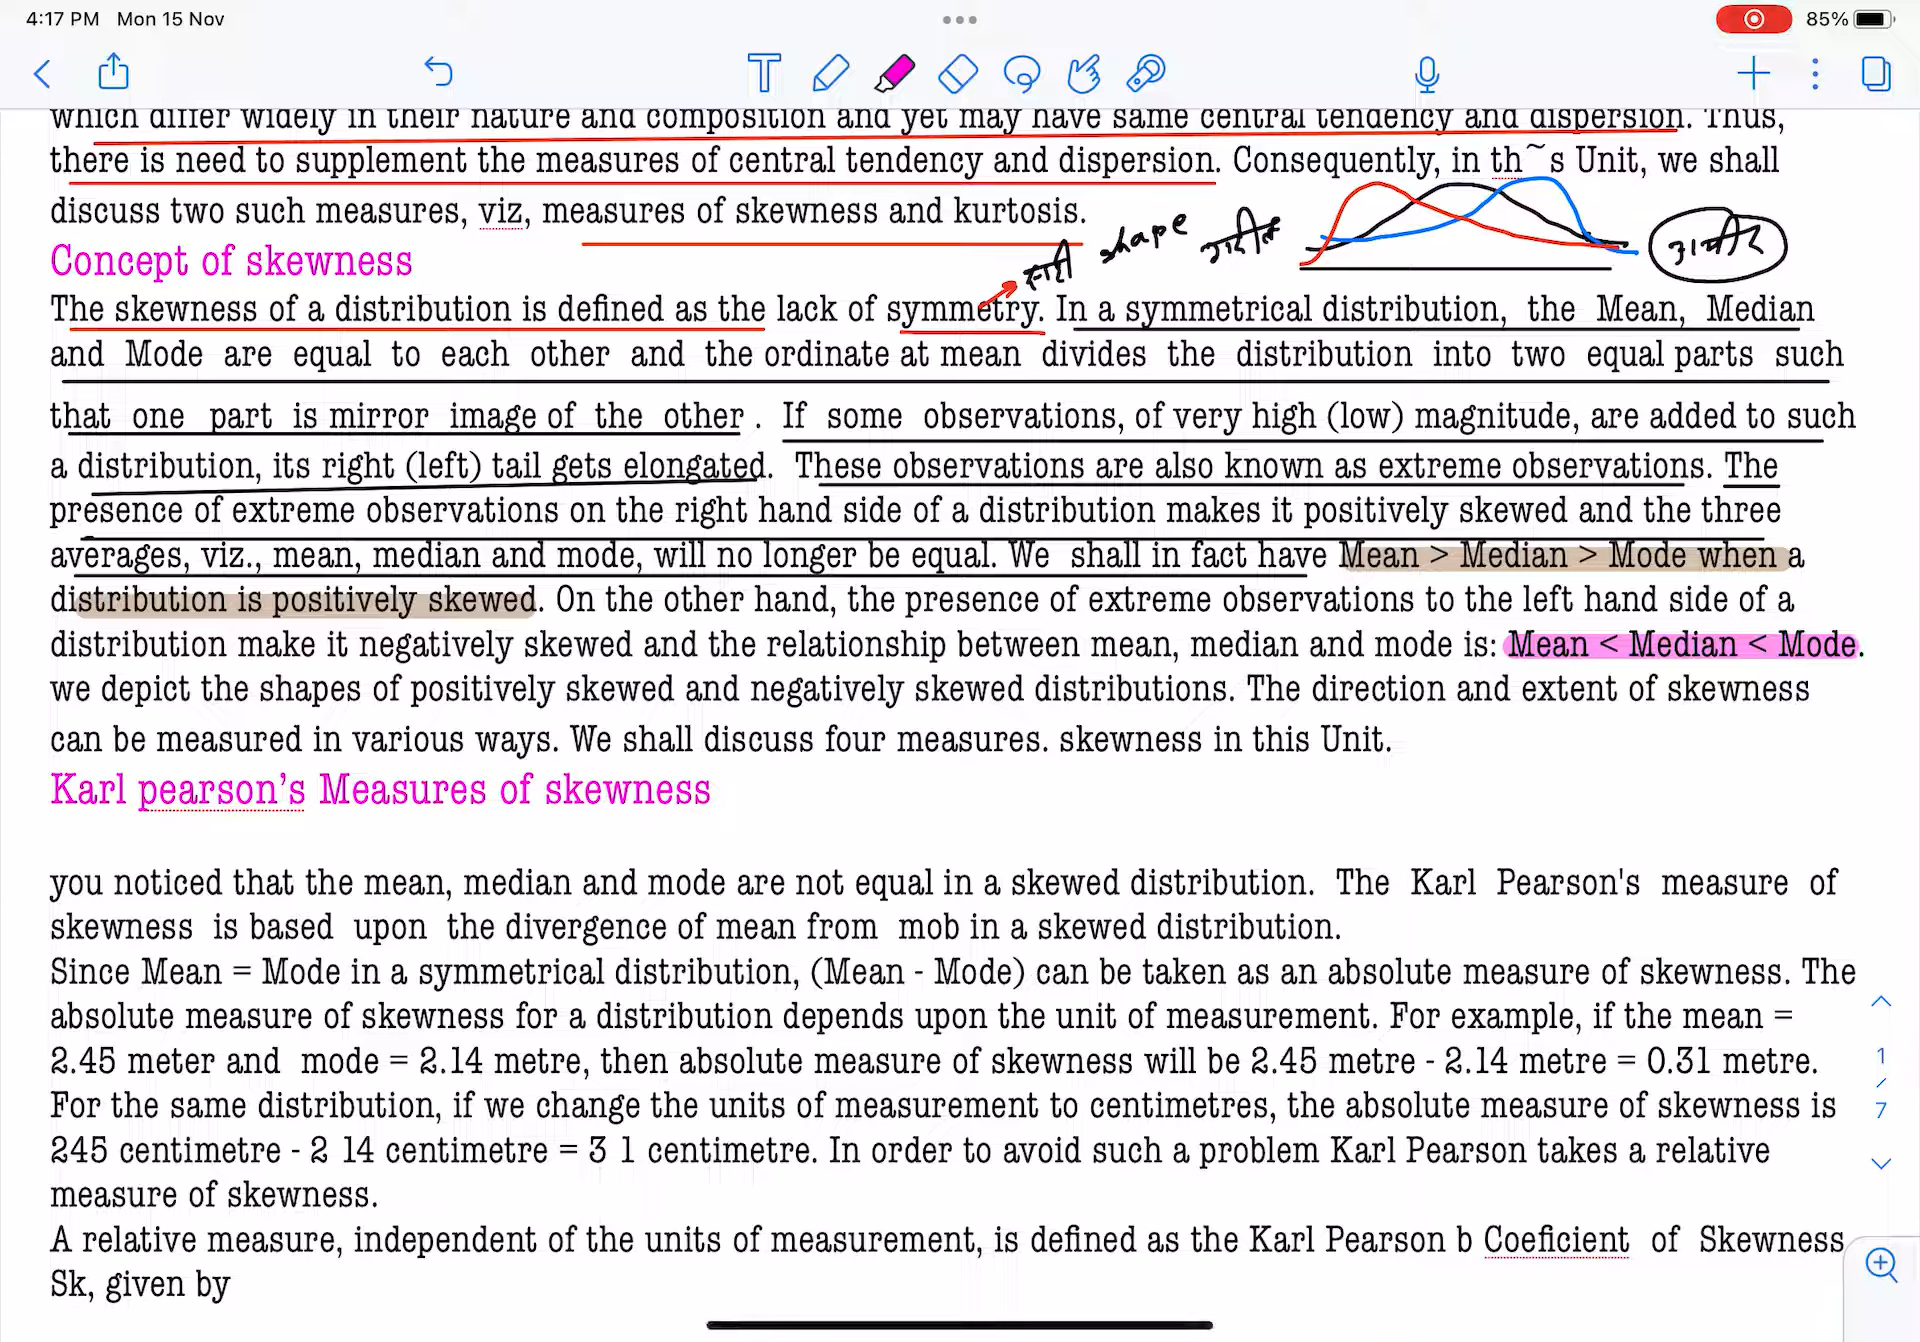 4:17 PM Mon 15 Nov
85%
which differ widely in their nature and composition and yet may have same central tendency and dispersion. Thus,
there is need to supplement the measures of central tendency and dispersion. Consequently, in th~s Unit, we shall
discuss two such measures, viz, measures of skewness and kurtosis.
shape
Concept of skewness
The skewness of a distribution is defined as the lack of symmetry. In a symmetrical distribution, the Mean, Median
and Mode are equal to each other and the ordinate at mean divides the distribution into two equal parts such
that one part is mirror image of the other . If some observations, of very high (low) magnitude, are added to such
a distribution, its right (left) tail gets elongated. These observations are also known as extreme observations. The
presence of extreme observations on the right hand side of a distribution makes it positively skewed and the three
averages, viz., mean, median and mode, will no longer be equal. We shall in fact have Mean > Median > Mode when a
distribution is positively skewed. On the other hand, the presence of extreme observations to the left hand side of a
distribution make it negatively skewed and the relationship between mean, median and mode is: Mean < Median < Mode.
we depict the shapes of positively skewed and negatively skewed distributions. The direction and extent of skewness
can be measured in various ways. We shall discuss four measures. skewness in this Unit.
Karl pearson's Measures of skewness
you noticed that the mean, median and mode are not equal in a skewed distribution. The Karl Pearson's measure of
skewness is based upon the divergence of mean from mob in a skewed distribution.
Since Mean = Mode in a symmetrical distribution, (Mean - Mode) can be taken as an absolute measure of skewness. The
absolute measure of skewness for a distribution depends upon the unit of measurement. For example, if the mean =
2.45 meter and mode = 2.14 metre, then absolute measure of skewness will be 2.45 metre - 2.14 metre = 0.31 metre.
For the same distribution, if we change the units of measurement to centimetres, the absolute measure of skewness is
245 centimetre - 2 14 centimetre = 3 1 centimetre. In order to avoid such a problem Karl Pearson takes a relative
measure of skewness.
A relative measure, independent of the units of measurement, is defined as the Karl Pearson b Coeficient of Skewness
Sk, given by
1
/
7